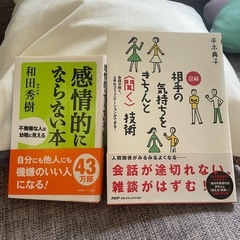 感情的に
ならない本
和田秀樹
不機嫌な人は
幼稚に見える
自分にも他人にも
機嫌のいい人
になる!
43
万部
平木典子
図解
相手の
気持ちを
きちんと
〈聞く〉技術
人間関係がみるみるよくなる
会話が途切れない
雑談がはずむ!
PHP